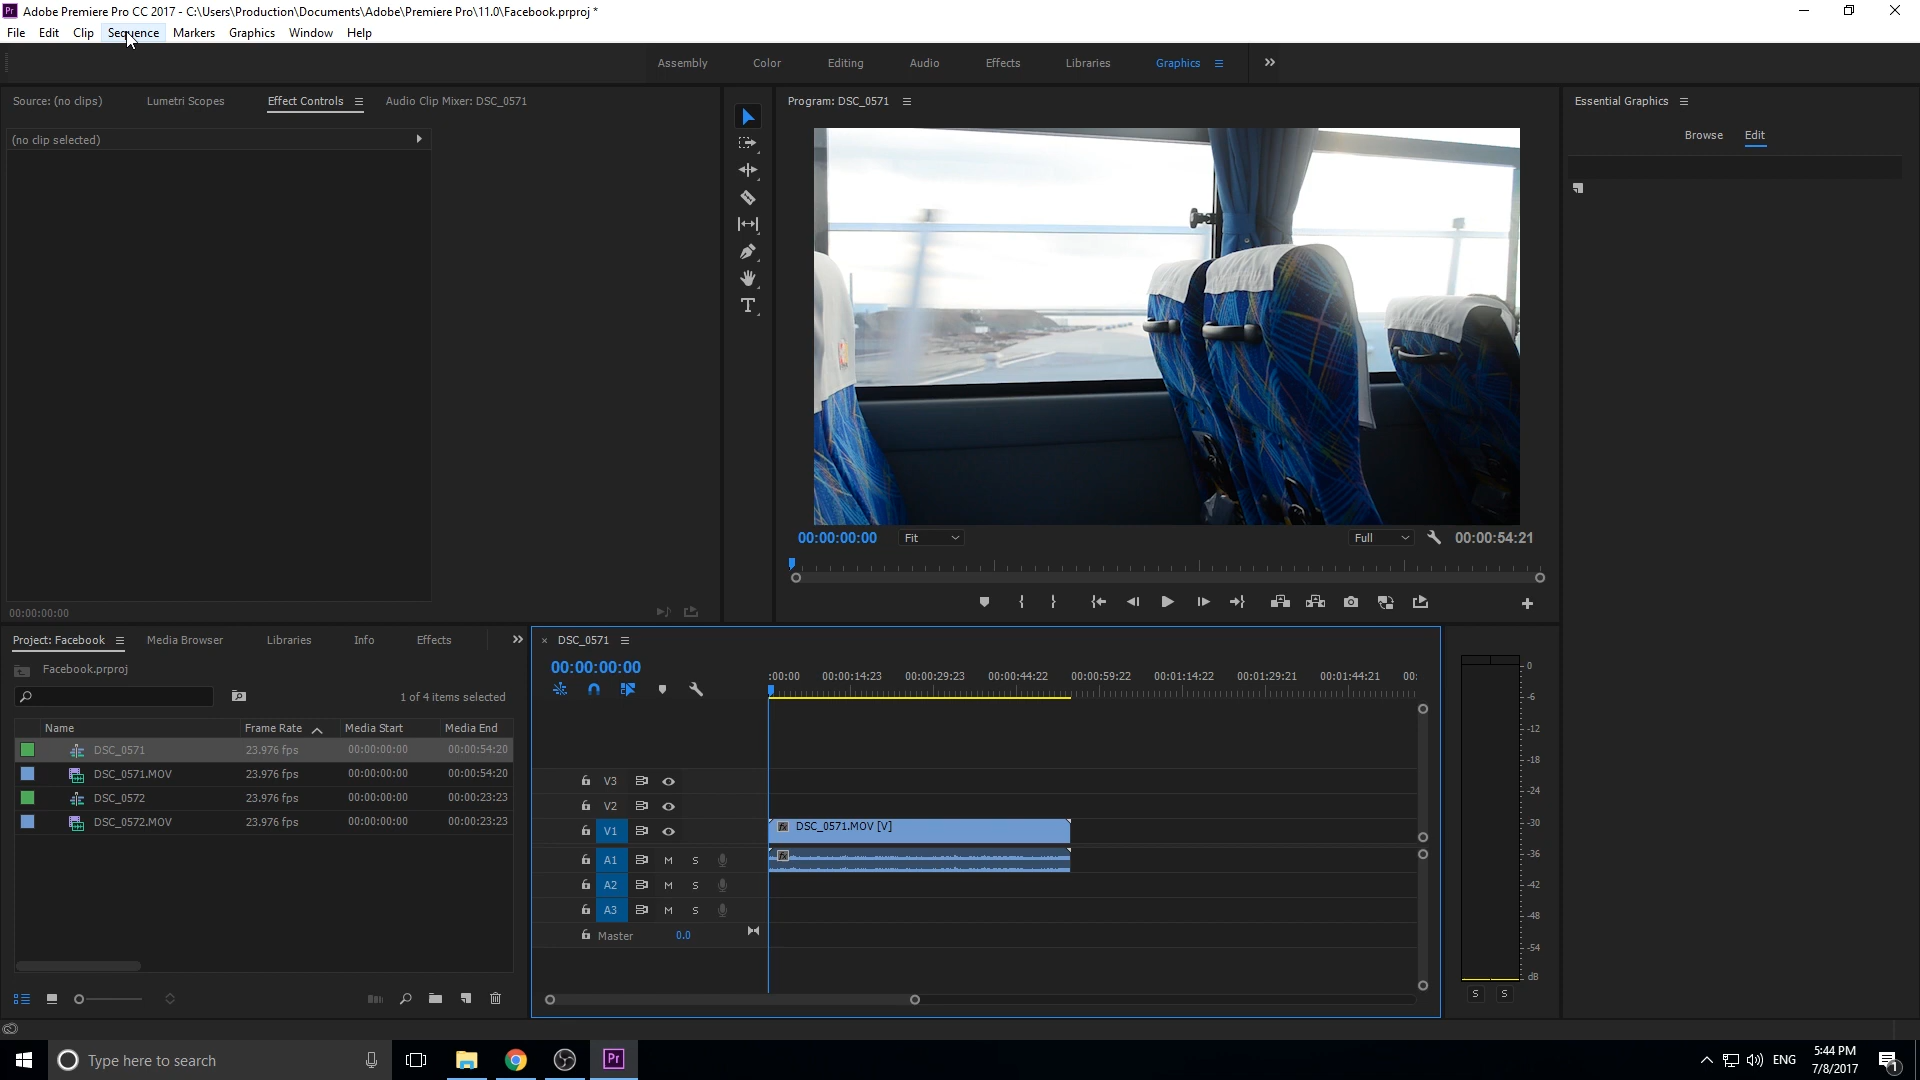 Adobe Premiere Pro CC 2017 - C:\Users\Production\Documents\Adobe\Premiere Pro\11.0\Facebook.prproj *
File Edit Clip Sequence Markers Graphics Window Help
Assembly Color Editing Audio Effects Libraries Graphics
Source: (no clips) Lumetri Scopes Effect Controls Audio Clip Mixer: DSC_0571
Program: DSC_0571
Essential Graphics
Browse Edit
(no clip selected)
00:00:00:00 Fit Full 00:00:54:21
00:00:00:00
Project: Facebook Media Browser Libraries Info Effects
DSC_0571
Facebook.prproj
00:00:00:00
1 of 4 items selected
:00:00 00:00:14:23 00:00:29:23 00:00:44:22 00:00:59:22 00:01:14:22 00:01:29:21 00:01:44:21 00:
Name Frame Rate Media Start Media End
DSC_0571 23.976 fps 00:00:00:00 00:00:54:20
DSC_0571.MOV 23.976 fps 00:00:00:00 00:00:54:20
DSC_0572 23.976 fps 00:00:00:00 00:00:23:23
DSC_0572.MOV 23.976 fps 00:00:00:00 00:00:23:23
V3
V2
V1 fx DSC_0571.MOV [V]
A1 M S fx
A2 M S
A3 M S
Master 0.0
0
-6
-12
-18
-24
-30
-36
-42
-48
-54
dB
S S
Type here to search
Pr
ENG
5:44 PM
7/8/2017
1